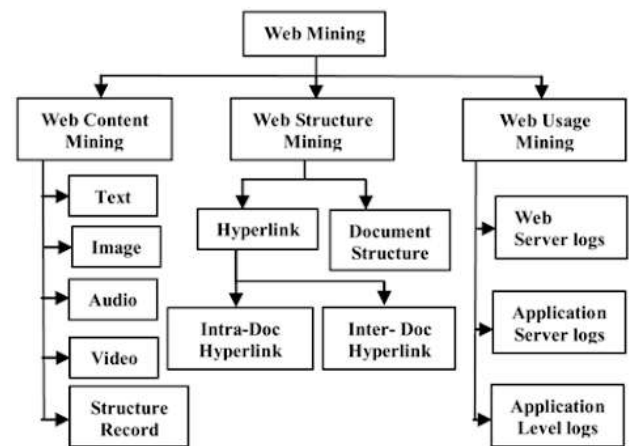 Web Mining
Web Content
Mining
Web Structure
Mining
Web Usage
Mining
Text
Image
Audio
Video
Structure
Record
Hyperlink
Document
Structure
Intra-Doc
Hyperlink
Inter- Doc
Hyperlink
Web
Server logs
Application
Server logs
Application
Level logs